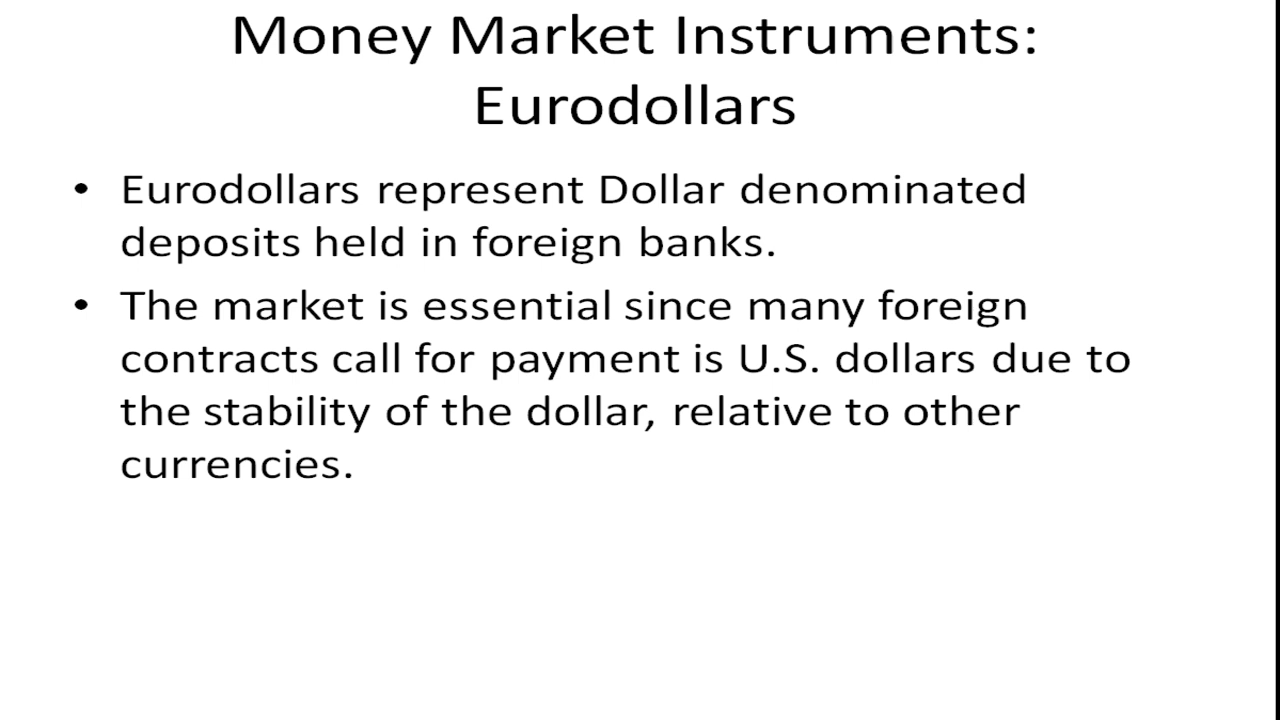 Money Market Instruments:
Eurodollars
• Eurodollars represent Dollar denominated
deposits held in foreign banks.
• The market is essential since many foreign
contracts call for payment is U.S. dollars due to
the stability of the dollar, relative to other
currencies.